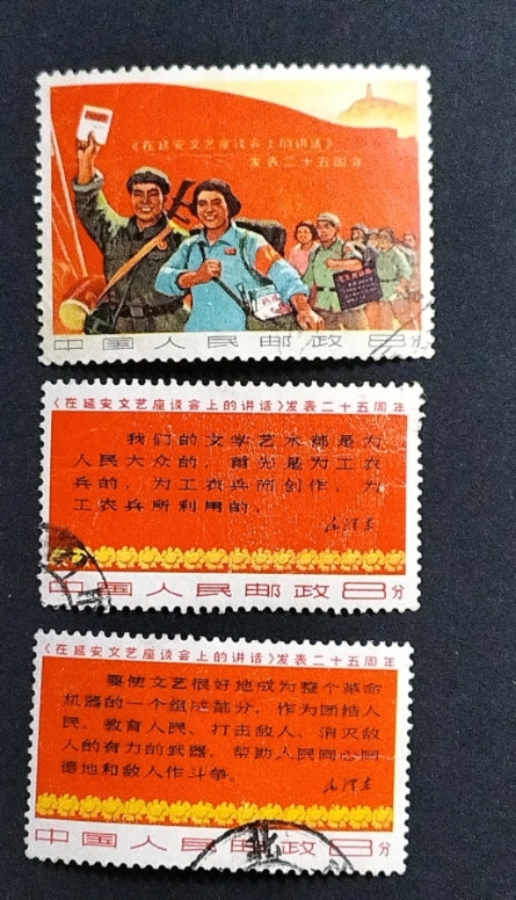 《在延安文艺座谈会上的讲话》
发表二十五周年
中国人民邮政8分
《在延安文艺座谈会上的讲话》发表二十五周年
我们的文学艺术都是为
人民大众的，首先是为工农
兵的，为工农兵而创作，为
工农兵所利用的。
毛泽东
中国人民邮政8分
《在延安文艺座谈会上的讲话》发表二十五周年
要使文艺很好地成为整个革命
机器的一个组成部分，作为团结人
民、教育人民、打击敌人、消灭敌
人的有力的武器，帮助人民同心同
德地和敌人作斗争。
毛泽东
中国人民邮政8分
北